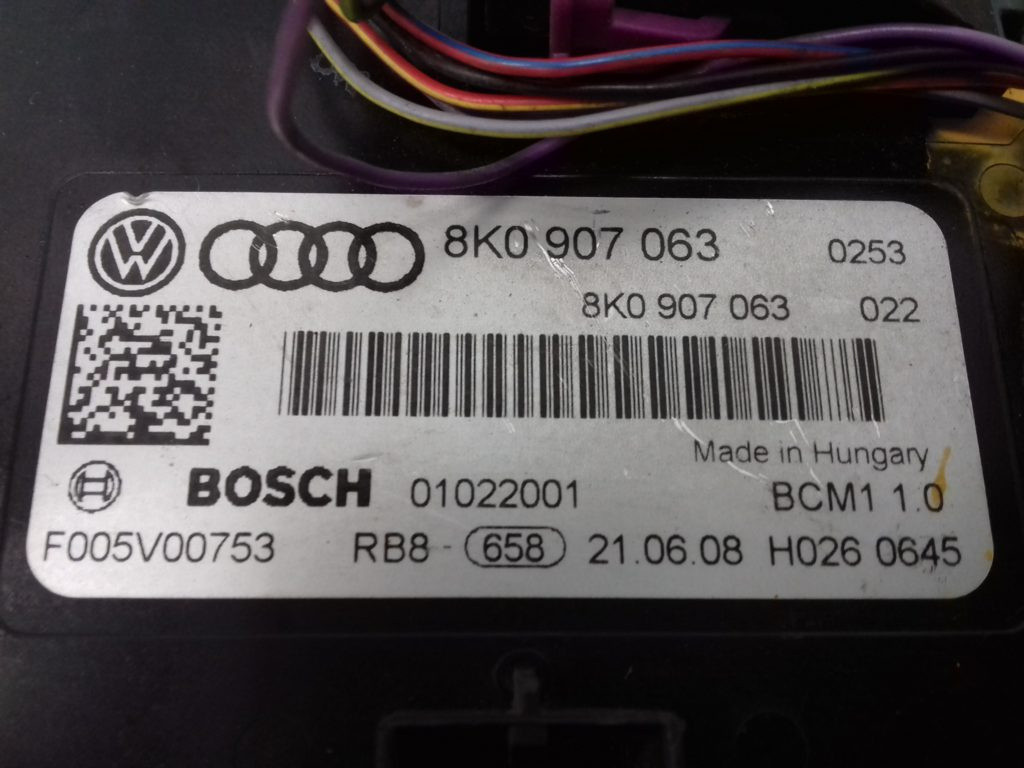 8K0 907 063 0253
8K0 907 063 022
Made in Hungary
BOSCH 01022001 BCM1 1.0
F005V00753 RB8 - 658 21.06.08 H026 0645